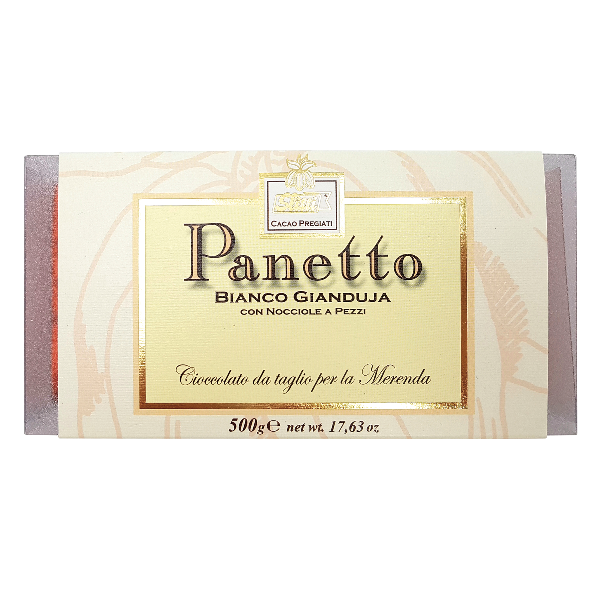 CACAO PREGIATI
Panetto
BIANCO GIANDUJA
CON NOCCIOLE A PEZZI
Cioccolato da taglio per la Merenda
500g℮ net wt. 17,63 oz